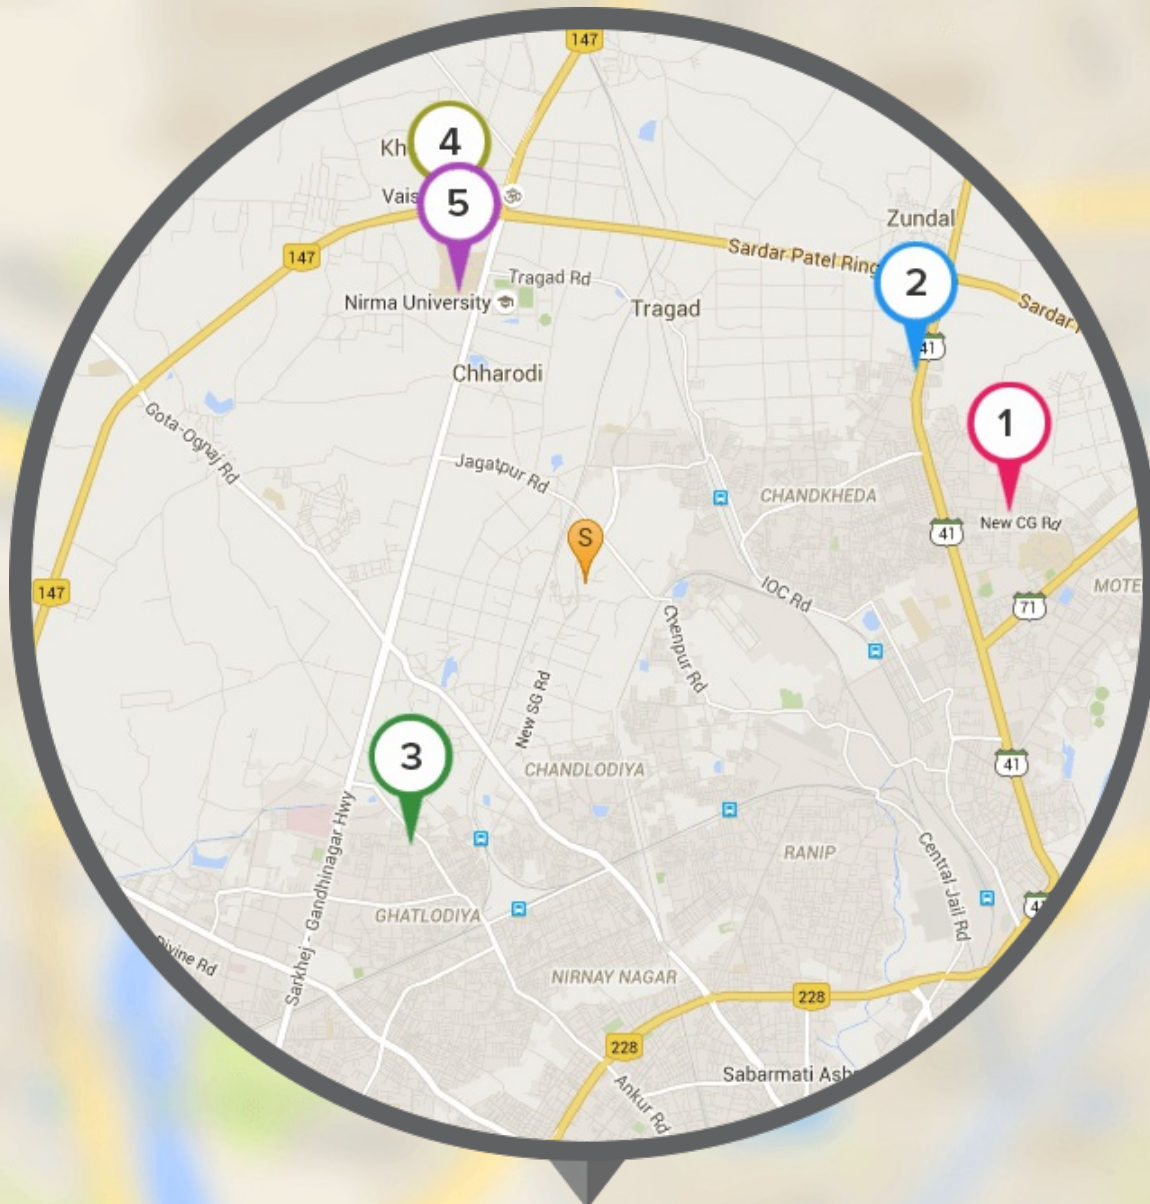 147
4
Kh
5
Vais
Zundal
147
Sardar Patel Ring
2
Sardar
Tragad Rd
Nirma University
Tragad
41
Chharodi
1
Gota-Ognaj Rd
Jagatpur Rd
CHANDKHEDA
New CG Rd
41
S
147
IOC Rd
MOTE
71
Chenpur Rd
New SG Rd
3
CHANDLODIYA
41
Sarkhej - Gandhinagar Hwy
RANIP
Central Jail Rd
GHATLODIYA
Divine Rd
NIRNAY NAGAR
228
228
Sabarmati Ash
Ankur Rd